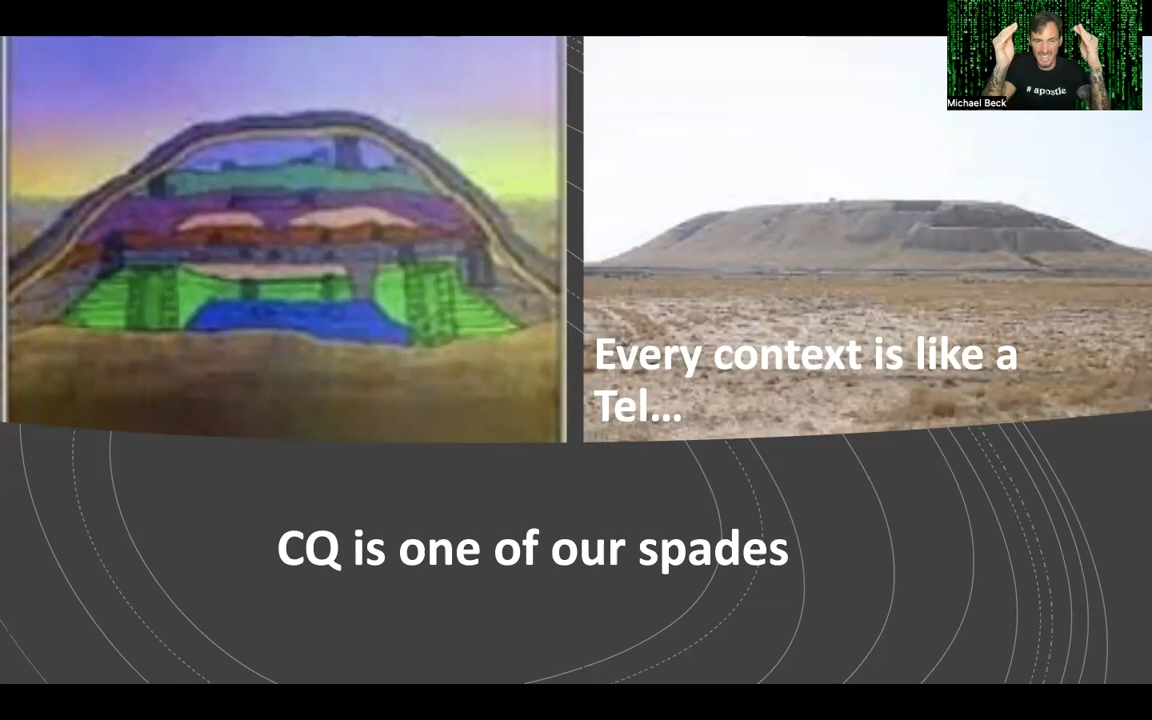 # apostle
Michael Beck
Every context is like a
Tel...
CQ is one of our spades